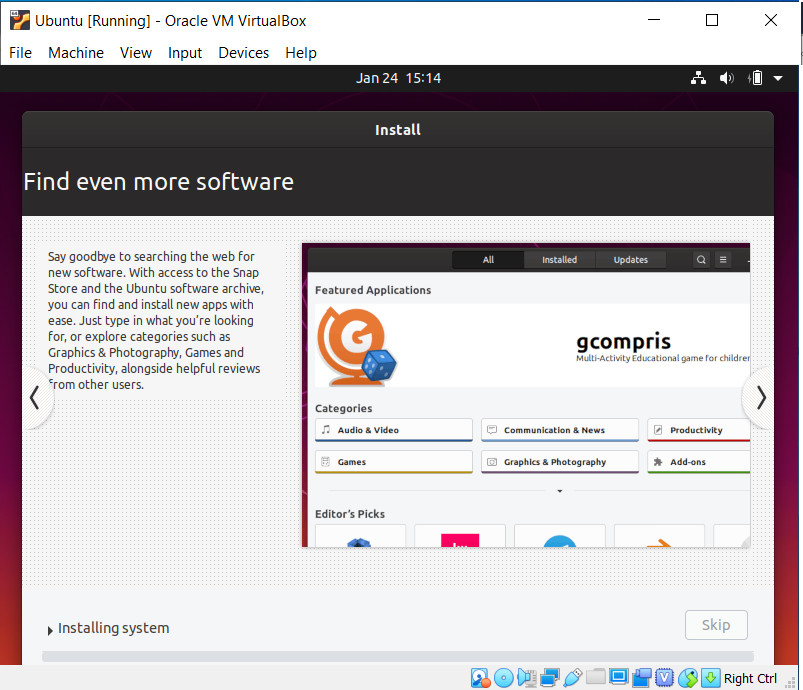 Ubuntu [Running] - Oracle VM VirtualBox
File Machine View Input Devices Help
Jan 24 15:14
Install
Find even more software
Say goodbye to searching the web for
new software. With access to the Snap
Store and the Ubuntu software archive,
you can find and install new apps with
ease. Just type in what you’re looking
for, or explore categories such as
Graphics & Photography, Games and
Productivity, alongside helpful reviews
from other users.
All Installed Updates
Featured Applications
gcompris
Multi-Activity Educational game for children
Categories
Audio & Video Communication & News Productivity
Games Graphics & Photography Add-ons
Editor’s Picks
Installing system
Skip
Right Ctrl